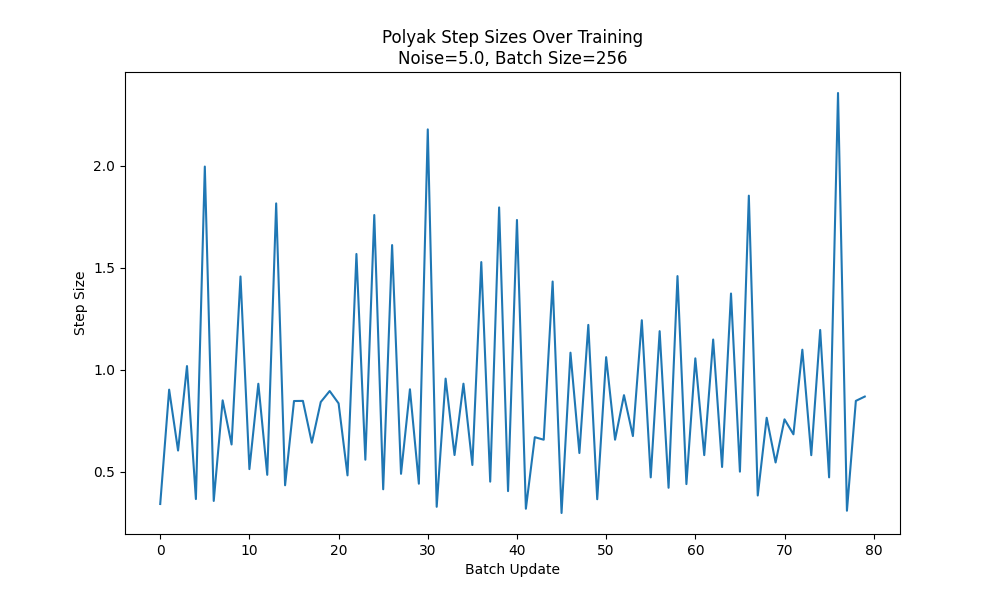 Polyak Step Sizes Over Training
Noise=5.0, Batch Size=256
Step Size
2.0
1.5
1.0
0.5
0 10 20 30 40 50 60 70 80
Batch Update